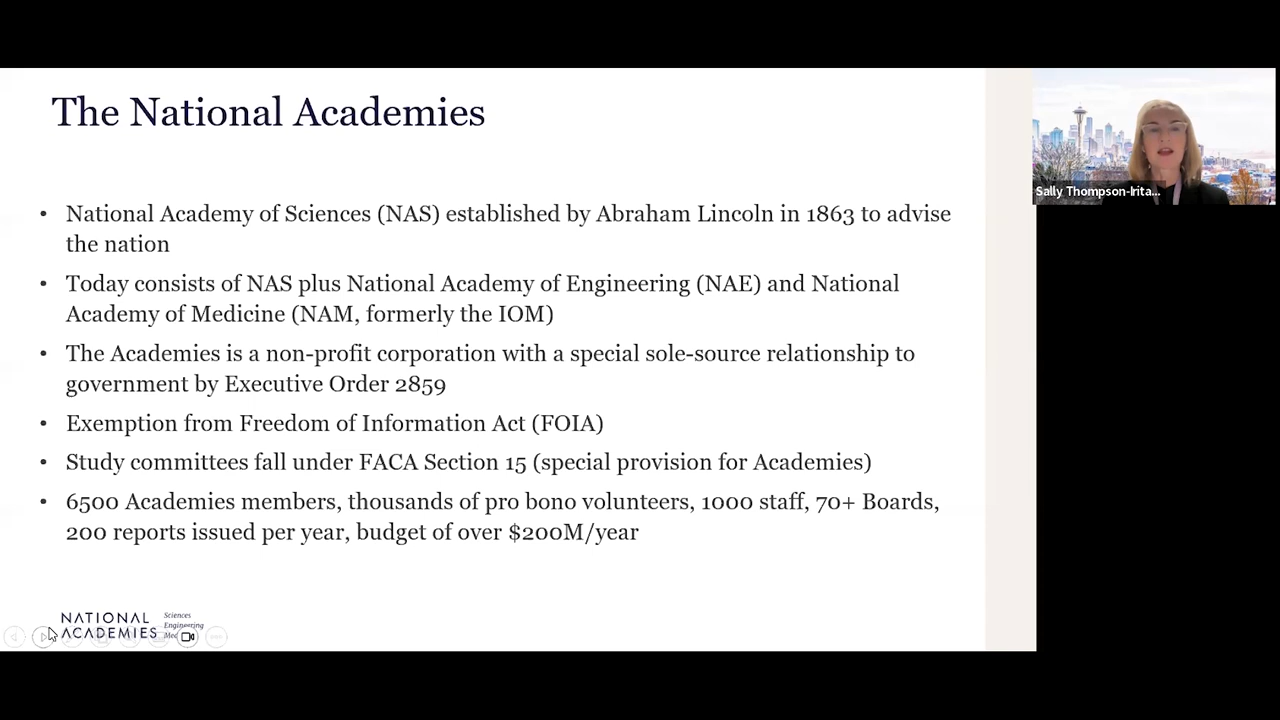 The National Academies
• National Academy of Sciences (NAS) established by Abraham Lincoln in 1863 to advise
the nation
• Today consists of NAS plus National Academy of Engineering (NAE) and National
Academy of Medicine (NAM, formerly the IOM)
• The Academies is a non-profit corporation with a special sole-source relationship to
government by Executive Order 2859
• Exemption from Freedom of Information Act (FOIA)
• Study committees fall under FACA Section 15 (special provision for Academies)
• 6500 Academies members, thousands of pro bono volunteers, 1000 staff, 70+ Boards,
200 reports issued per year, budget of over $200M/year
NATIONAL
ACADEMIES
Sciences
Engineering
Sally Thompson-Irita...